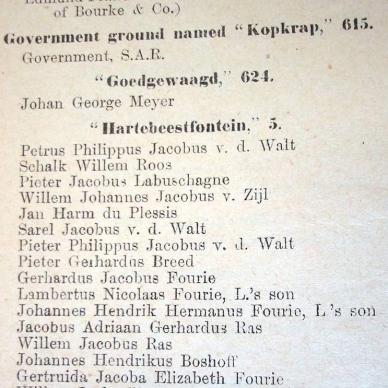 of Bourke & Co.)
Government ground named "Kopkrap," 615.
Government, S.A.R.
"Goedgewaagd," 624.
Johan George Meyer
"Hartebeestfontein," 5.
Petrus Philippus Jacobus v. d. Walt
Schalk Willem Roos
Pieter Jacobus Labuschagne
Willem Johannes Jacobus v. Zijl
Jan Harm du Plessis
Sarel Jacobus v. d. Walt
Pieter Philippus Jacobus v. d. Walt
Pieter Gerhardus Breed
Gerhardus Jacobus Fourie
Lambertus Nicolaas Fourie, L.'s son
Johannes Hendrik Hermanus Fourie, L's son
Jacobus Adriaan Gerhardus Ras
Willem Jacobus Ras
Johannes Hendrikus Boshoff
Gertruida Jacoba Elizabeth Fourie